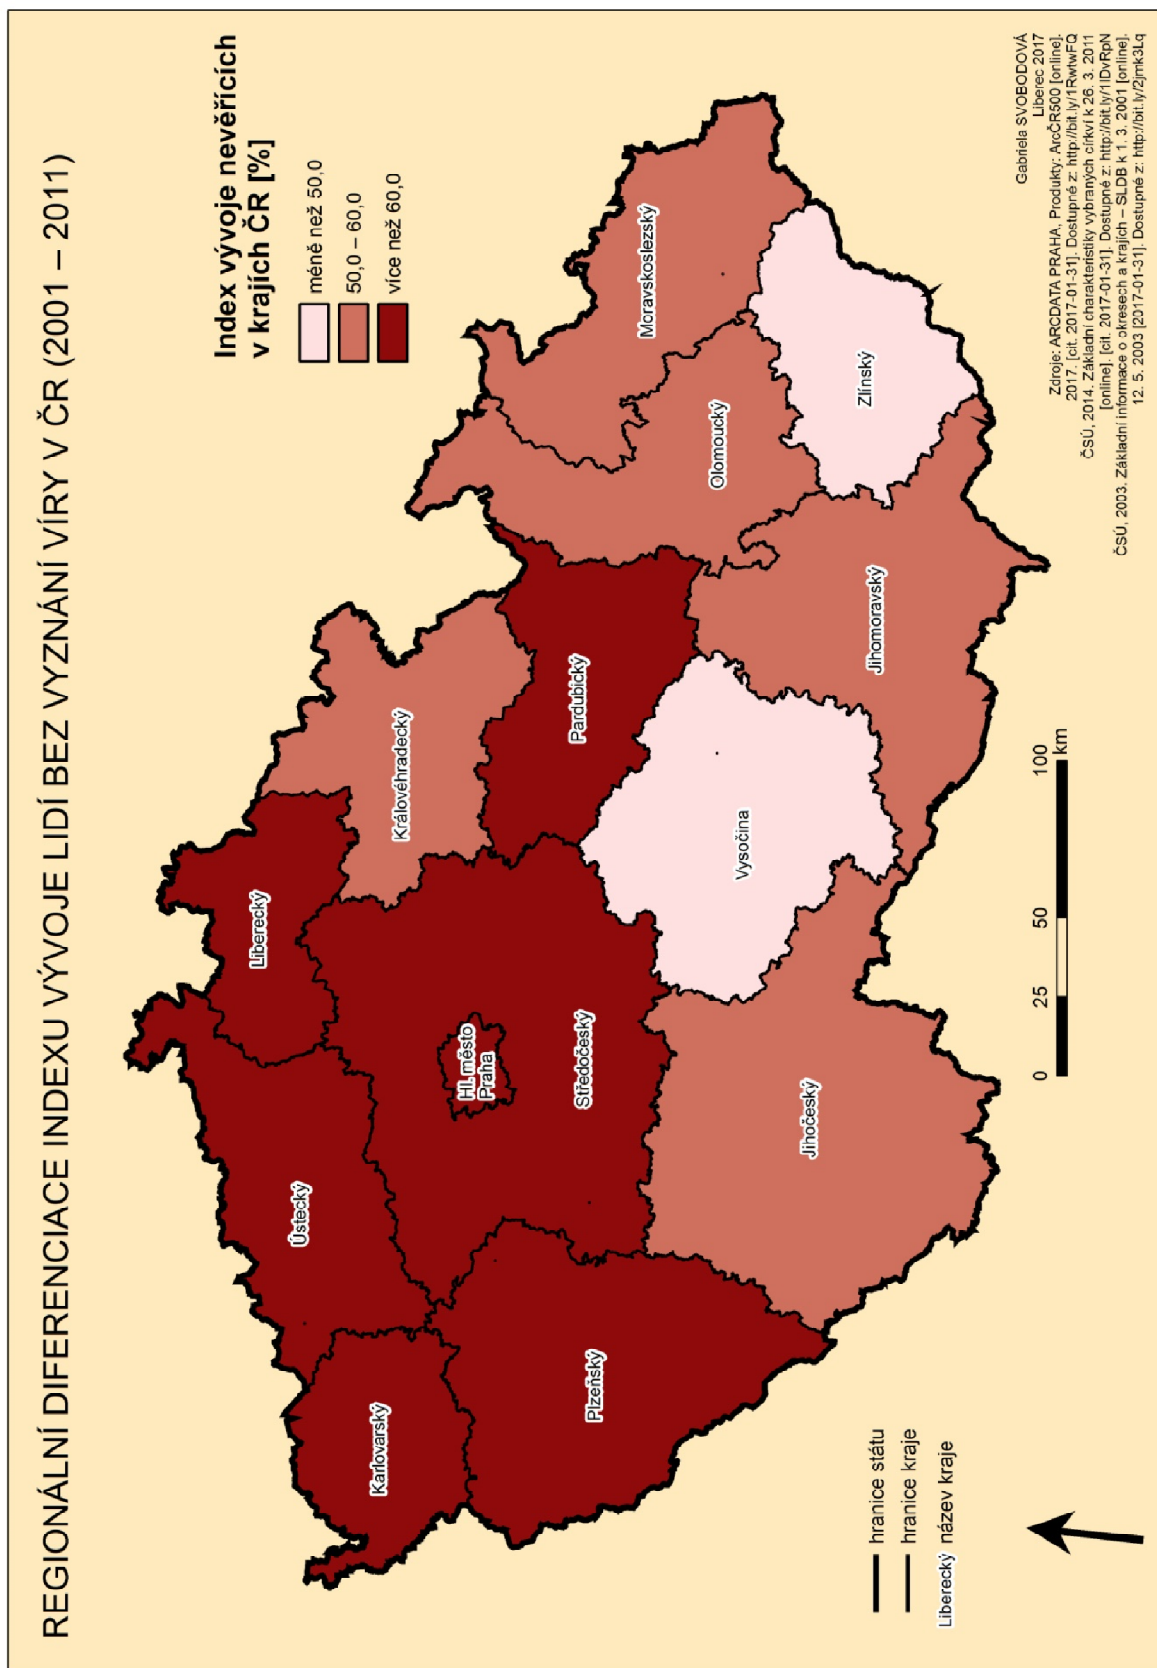 REGIONÁLNÍ DIFERENCIACE INDEXU VÝVOJE LIDÍ BEZ VYZNÁNÍ VÍRY V ČR (2001 – 2011)
Index vývoje nevěřících
v krajích ČR [%]
méně než 50,0
50,0 – 60,0
více než 60,0
Liberecký
Ústecký
Karlovarský
Královéhradecký
Hl. město
Praha
Středočeský
Plzeňský
Pardubický
Moravskoslezský
Olomoucký
Vysočina
Jihočeský
Zlínský
Jihomoravský
hranice státu
hranice kraje
Liberecký název kraje
0 25 50 100
km
Gabriela SVOBODOVÁ
Liberec 2017
Zdroje: ARCDATA PRAHA, Produkty: ArcČR500 [online].
2017. [cit. 2017-01-31]. Dostupné z: http://bit.ly/1RwtwFQ
ČSÚ, 2014. Základní charakteristiky vybraných církví k 26. 3. 2011
[online]. [cit. 2017-01-31]. Dostupné z: http://bit.ly/1IDvRpN
ČSÚ, 2003. Základní informace o okresech a krajích – SLDB k 1. 3. 2001 [online].
12. 5. 2003 [2017-01-31]. Dostupné z: http://bit.ly/2jmk3Lq